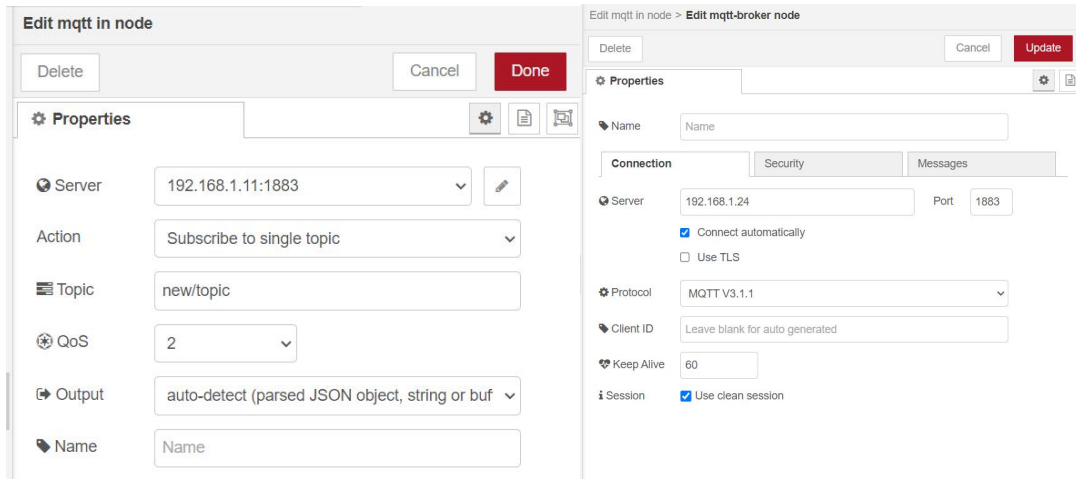 Edit mqtt in node
Delete
Cancel
Done
Properties
Server
192.168.1.11:1883
Action
Subscribe to single topic
Topic
new/topic
QoS
2
Output
auto-detect (parsed JSON object, string or buf
Name
Name
Edit mqtt in node > Edit mqtt-broker node
Delete
Cancel
Update
Properties
Name
Name
Connection
Security
Messages
Server
192.168.1.24
Port
1883
Connect automatically
Use TLS
Protocol
MQTT V3.1.1
Client ID
Leave blank for auto generated
Keep Alive
60
Session
Use clean session